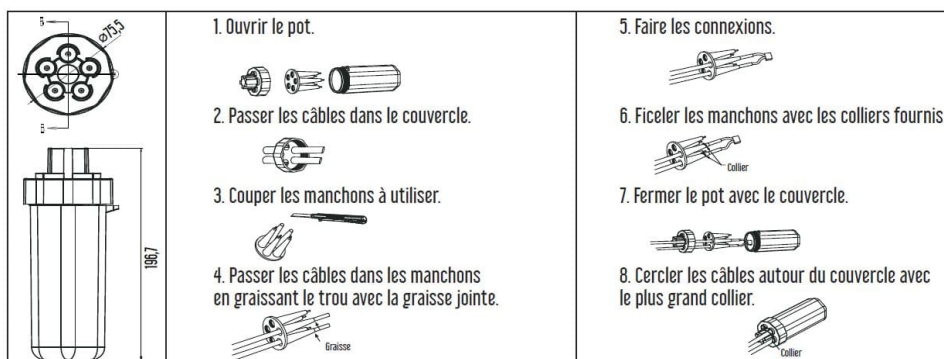 5
ø75,5
5
196,7
1. Ouvrir le pot.
2. Passer les câbles dans le couvercle.
3. Couper les manchons à utiliser.
4. Passer les câbles dans les manchons
en graissant le trou avec la graisse jointe.
Graisse
5. Faire les connexions.
6. Ficeler les manchons avec les colliers fournis
Collier
7. Fermer le pot avec le couvercle.
8. Cercler les câbles autour du couvercle avec
le plus grand collier.
Collier